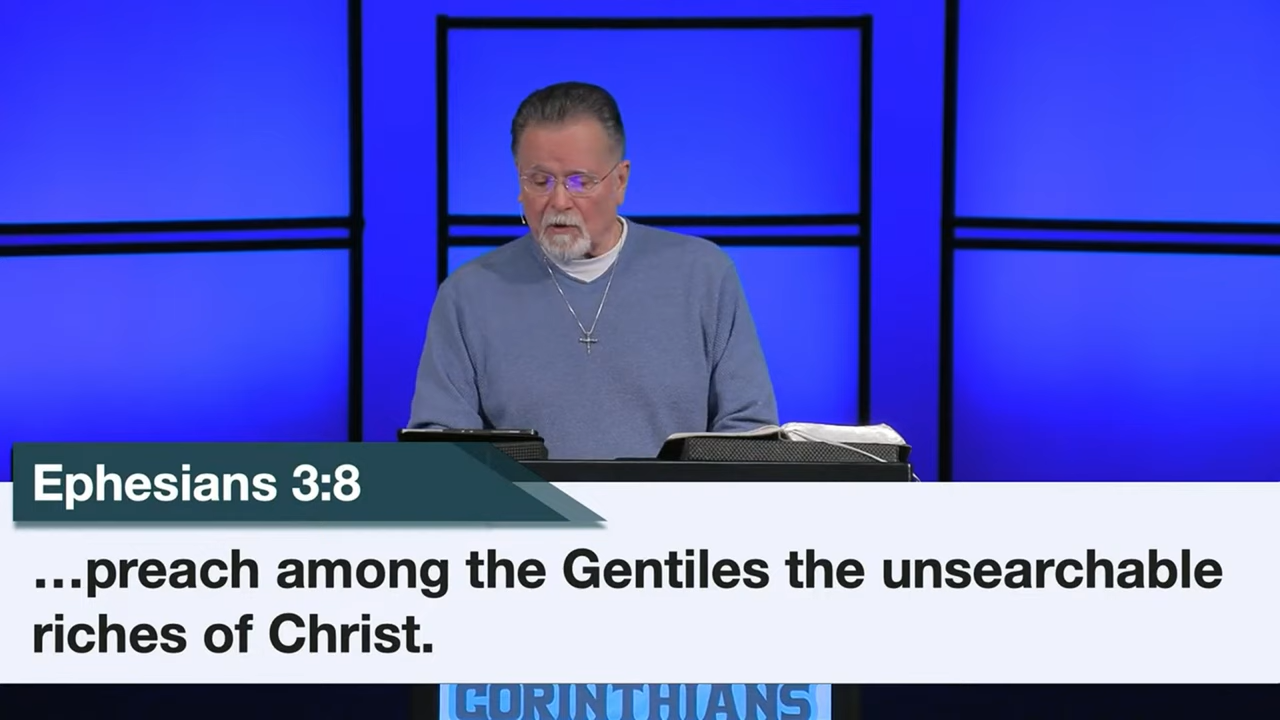 Ephesians 3:8
…preach among the Gentiles the unsearchable
riches of Christ.
CORINTHIANS